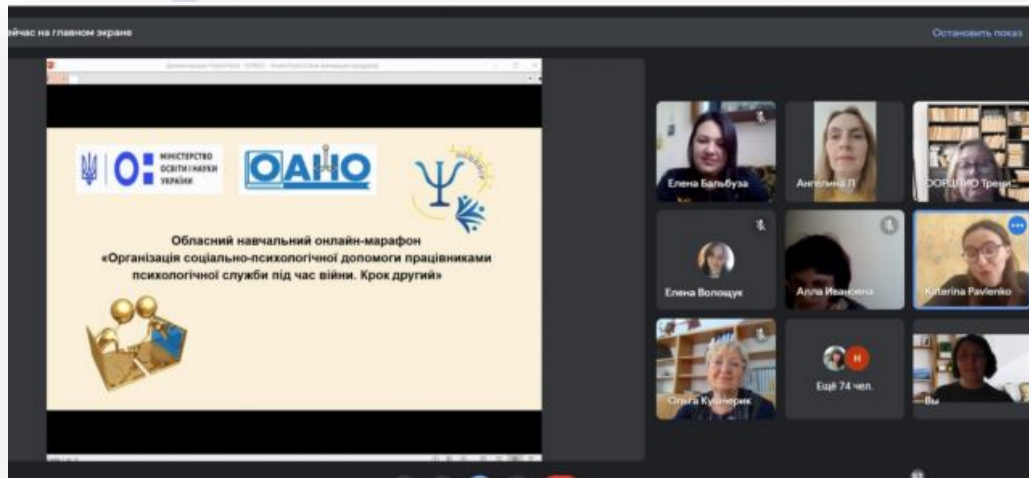 ейчас на главном экране
Остановить показ
МІНІСТЕРСТВО
ОСВІТИ І НАУКИ
УКРАЇНИ
ОАНО
Обласний навчальний онлайн-марафон
«Організація соціально-психологічної допомоги працівниками
психологічної служби під час війни. Крок другий»
Елена Бальбуза
Ангелина Л
Елена Волощук
Алла Ивановна
Katerina Pavlenko
Ольга Кушнерик
Н
Ещё 74 чел.
Вы